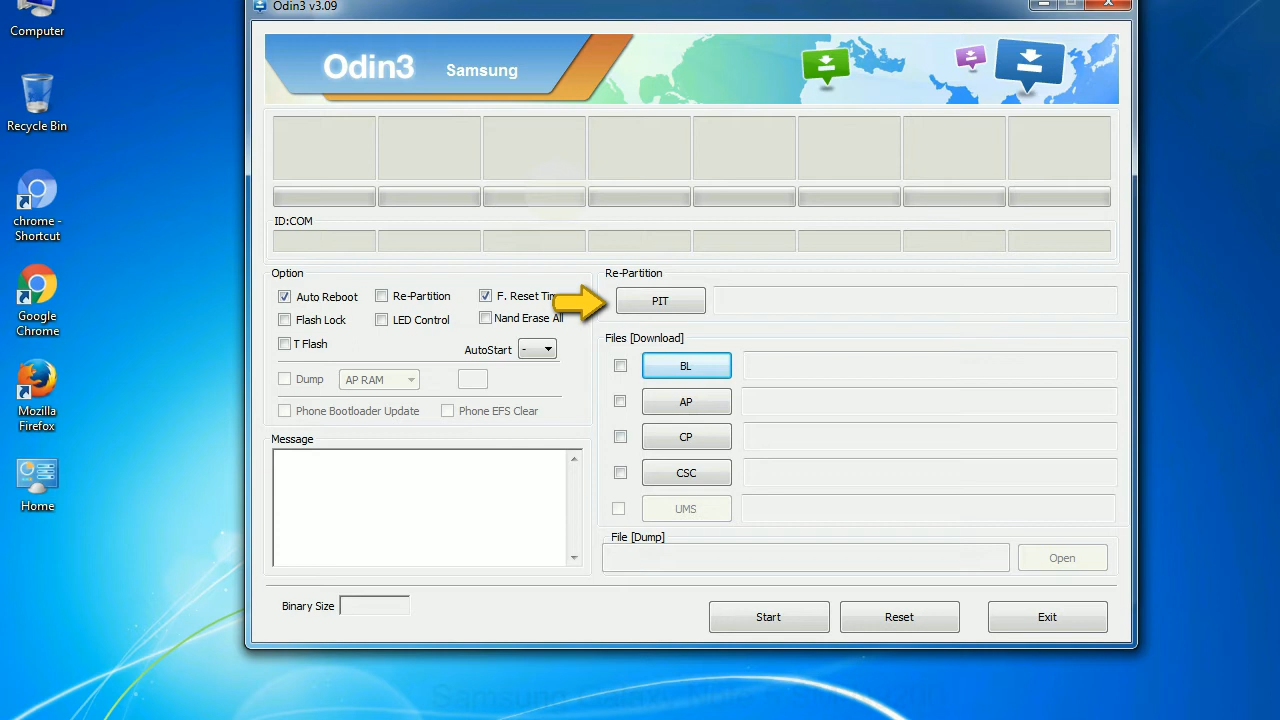 Odin3 v3.09
Computer
Recycle Bin
chrome -
Shortcut
Google
Chrome
Mozilla
Firefox
Home
Odin3 Samsung
ID:COM
Option
Auto Reboot
Re-Partition
F. Reset Tim
Flash Lock
LED Control
Nand Erase All
T Flash
AutoStart -
Dump
AP RAM
Phone Bootloader Update
Phone EFS Clear
Message
Re-Partition
PIT
Files [Download]
BL
AP
CP
CSC
UMS
File [Dump]
Open
Binary Size
Start
Reset
Exit